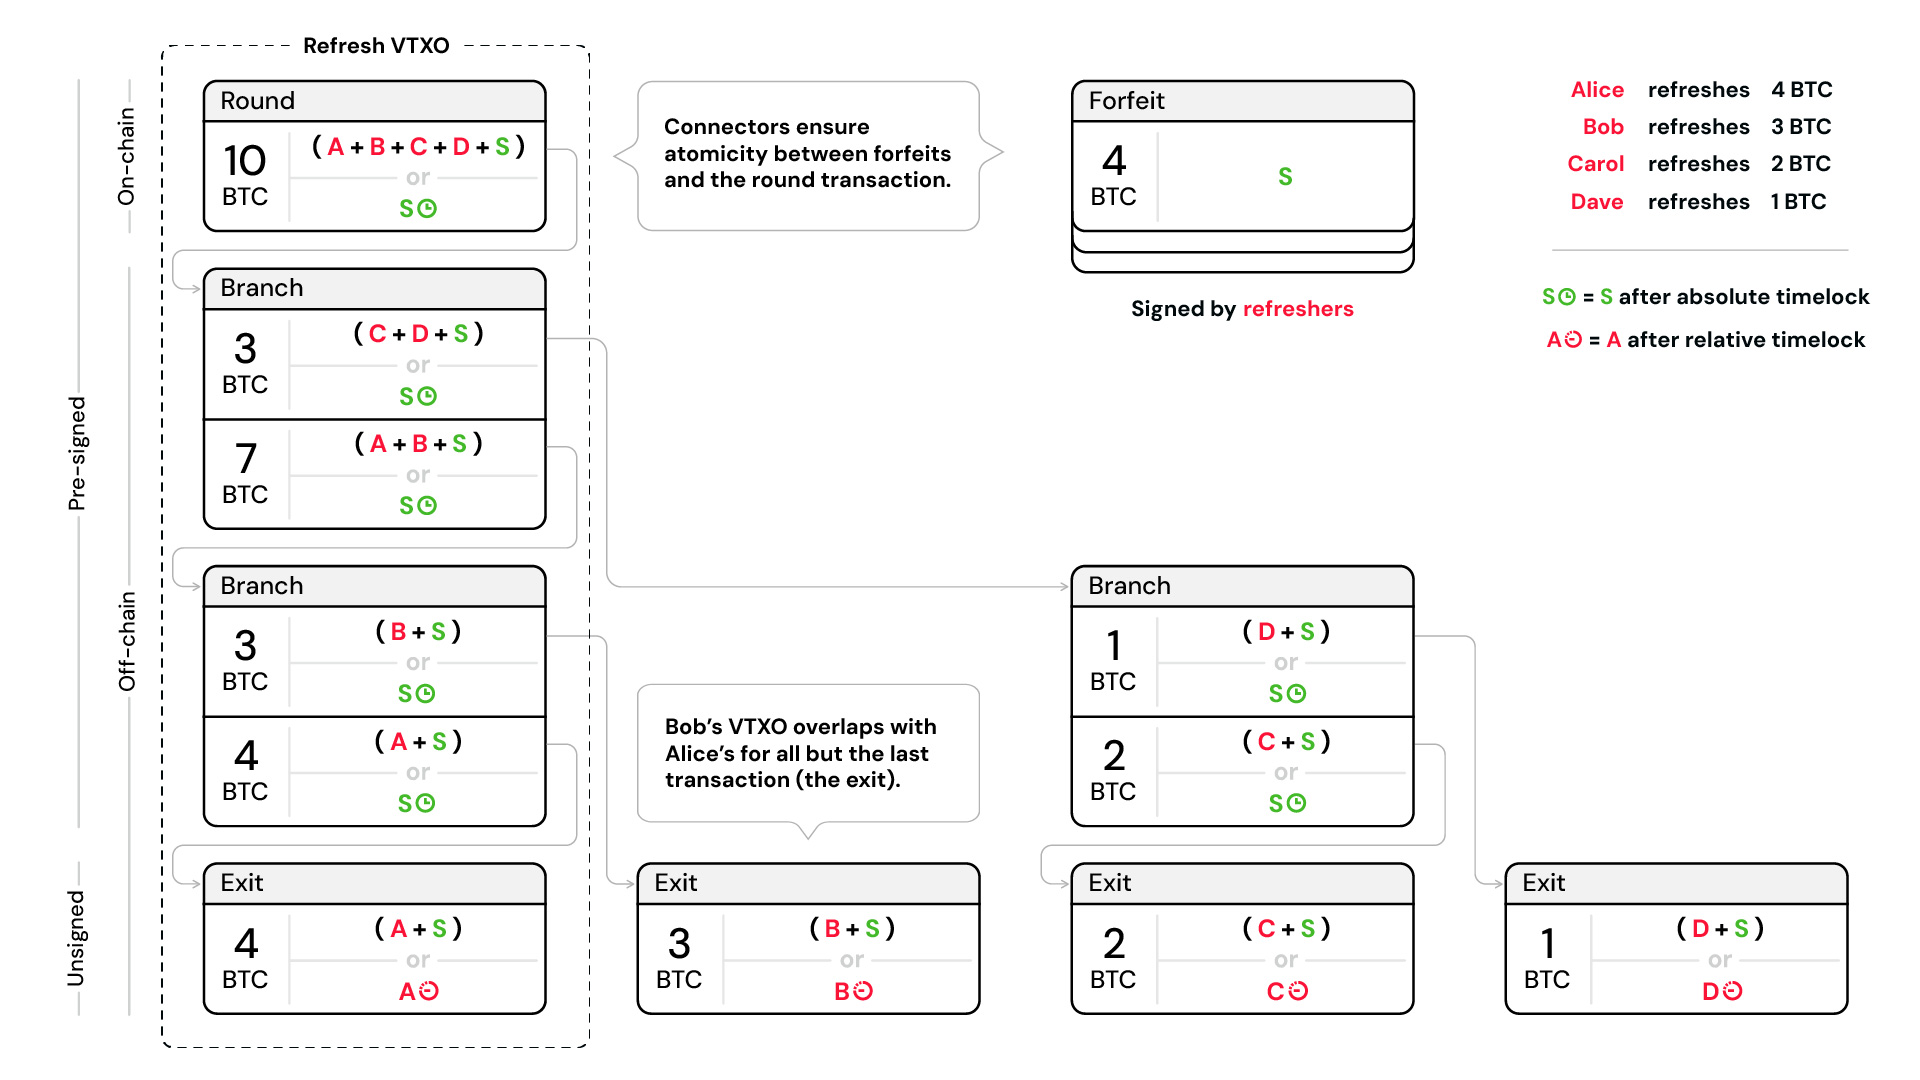 Refresh VTXO
On-chain
Off-chain
Pre-signed
Unsigned
Round
10 BTC
( A + B + C + D + S )
or
S
Connectors ensure
atomicity between forfeits
and the round transaction.
Forfeit
4 BTC
S
Signed by refreshers
Alice refreshes 4 BTC
Bob refreshes 3 BTC
Carol refreshes 2 BTC
Dave refreshes 1 BTC
S = S after absolute timelock
A = A after relative timelock
Branch
3 BTC
( C + D + S )
or
S
7 BTC
( A + B + S )
or
S
Branch
3 BTC
( B + S )
or
S
4 BTC
( A + S )
or
S
Bob’s VTXO overlaps with
Alice’s for all but the last
transaction (the exit).
Branch
1 BTC
( D + S )
or
S
2 BTC
( C + S )
or
S
Exit
4 BTC
( A + S )
or
A
Exit
3 BTC
( B + S )
or
B
Exit
2 BTC
( C + S )
or
C
Exit
1 BTC
( D + S )
or
D